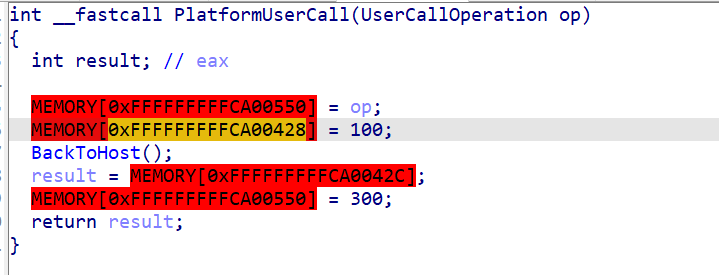 int __fastcall PlatformUserCall(UserCallOperation op)
{
int result; // eax
MEMORY[0xFFFFFFFFFCA00550] = op;
MEMORY[0xFFFFFFFFFCA00428] = 100;
BackToHost();
result = MEMORY[0xFFFFFFFFFCA0042C];
MEMORY[0xFFFFFFFFFCA00550] = 300;
return result;
}